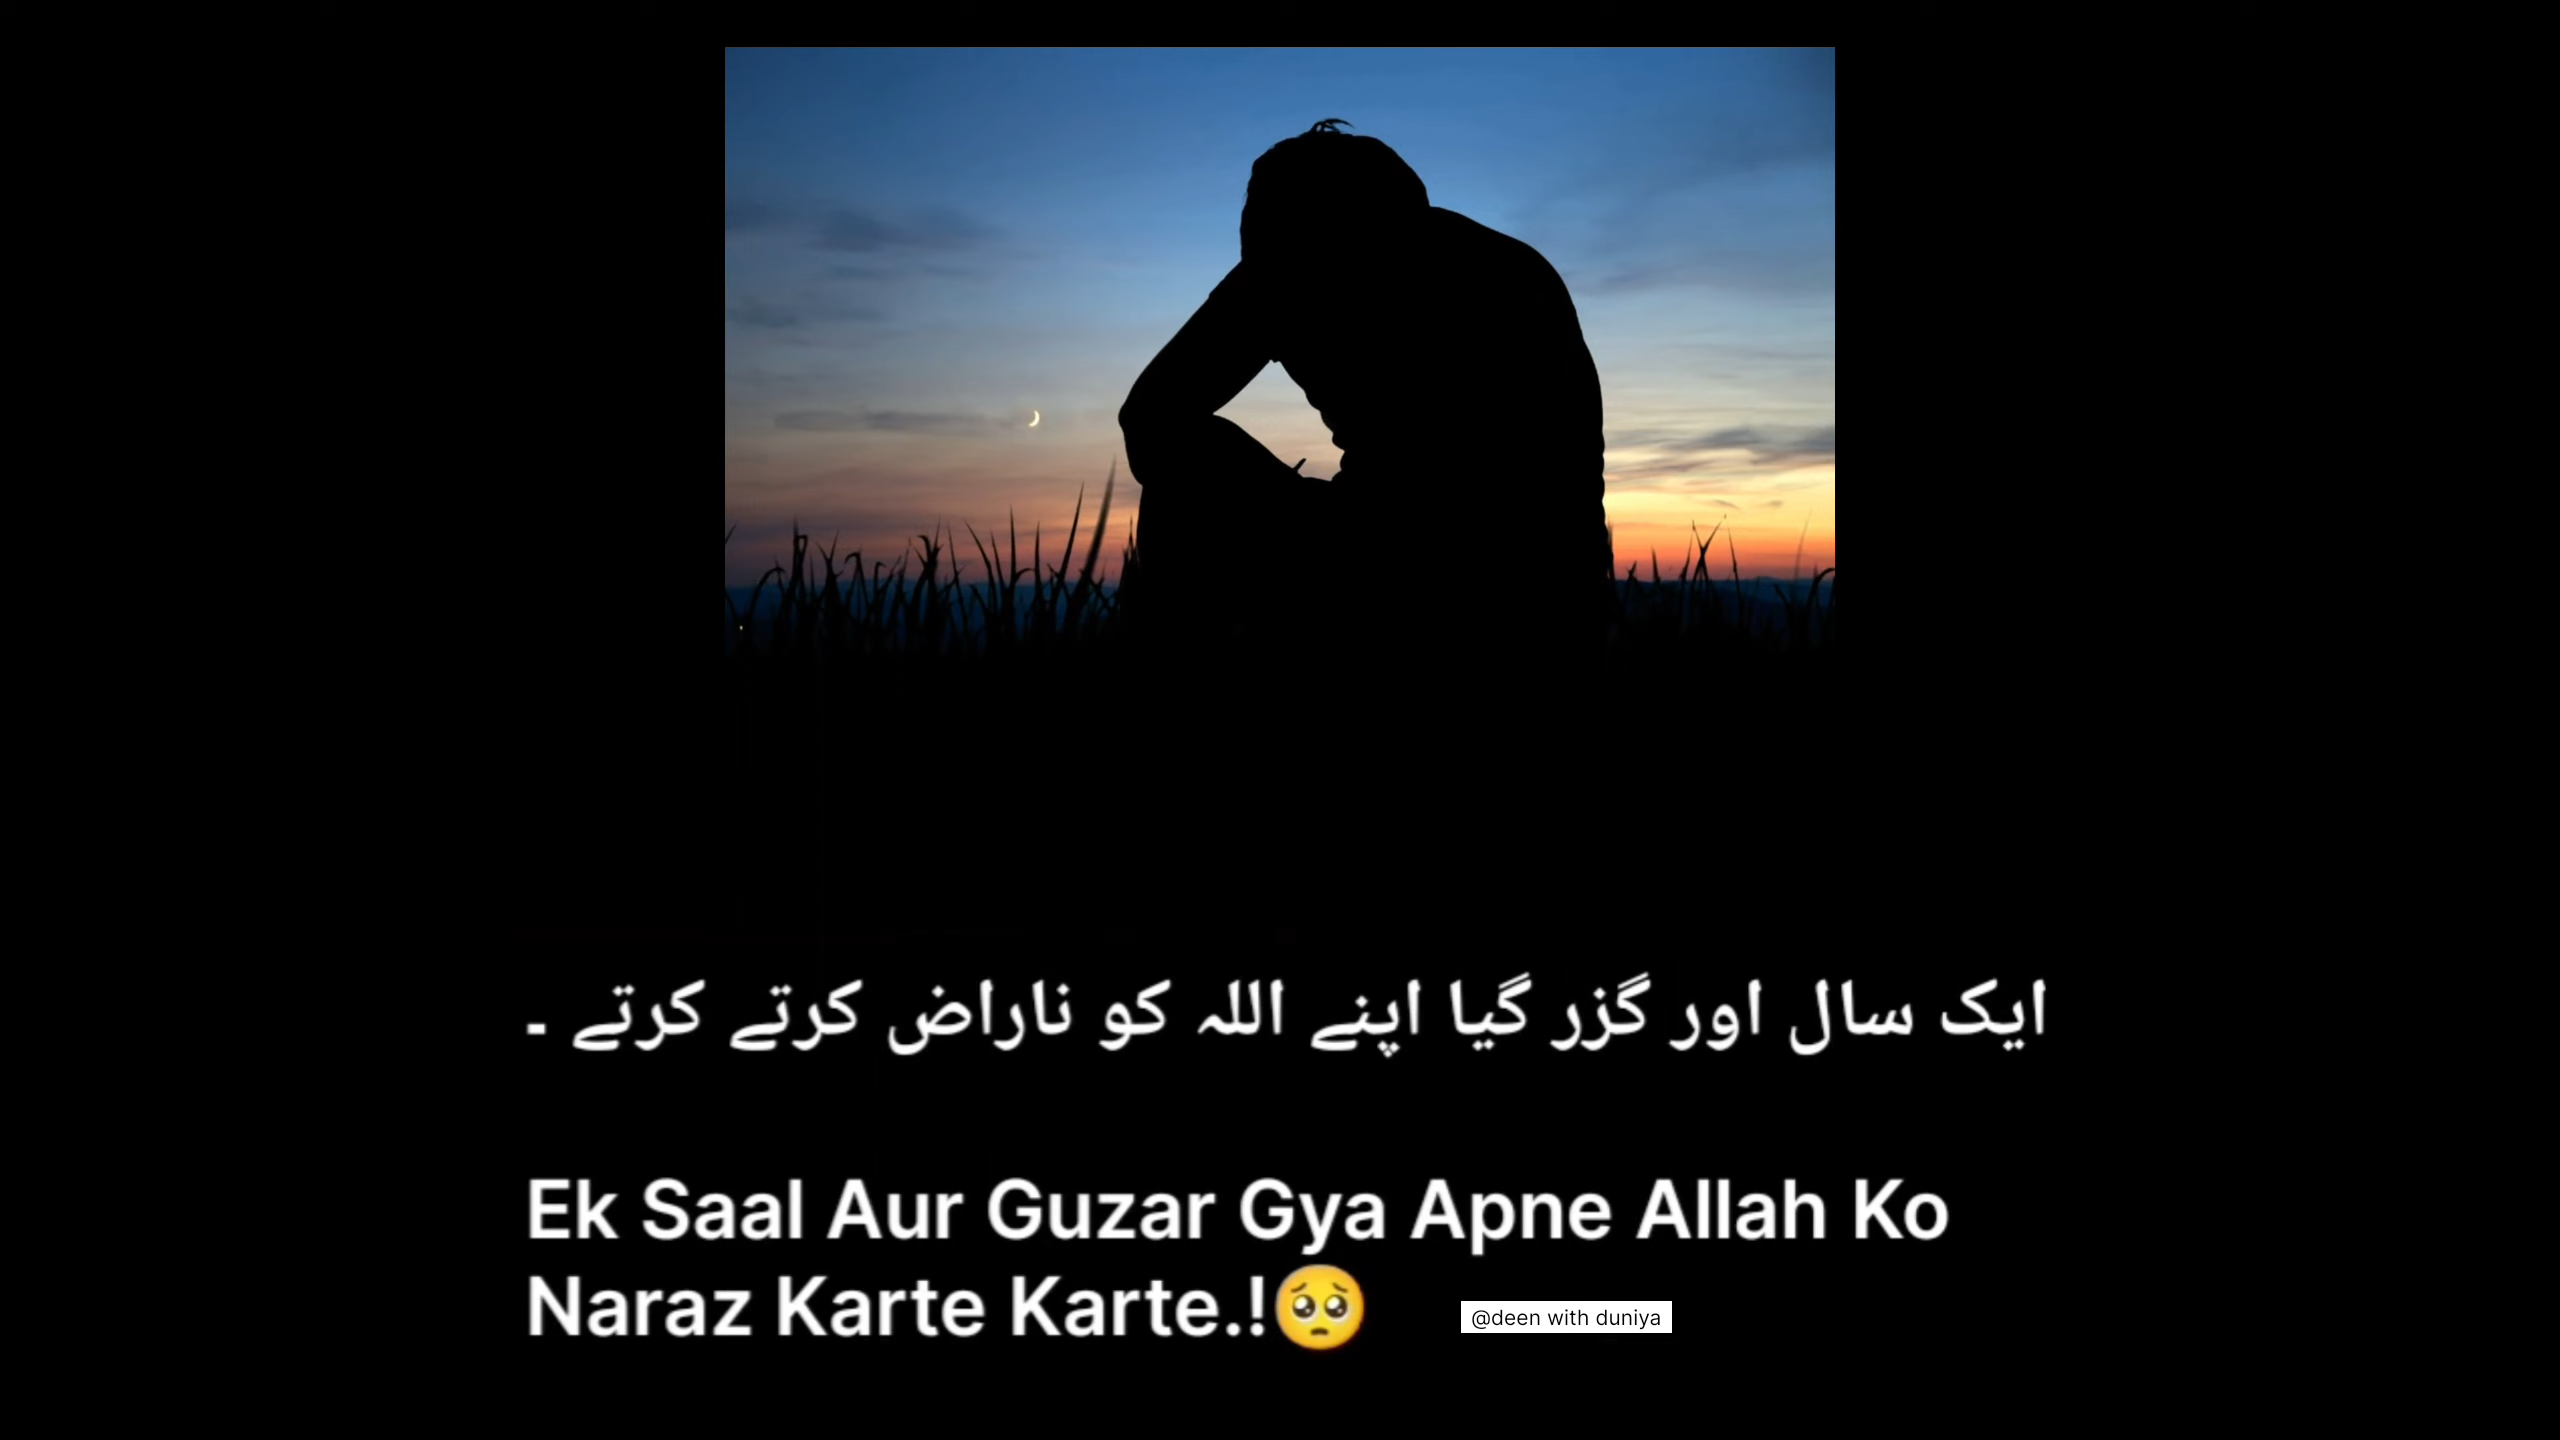 ایک سال اور گزر گیا اپنے اللہ کو ناراض کرتے کرتے ۔
Ek Saal Aur Guzar Gya Apne Allah Ko
Naraz Karte Karte.!🥺
@deen with duniya